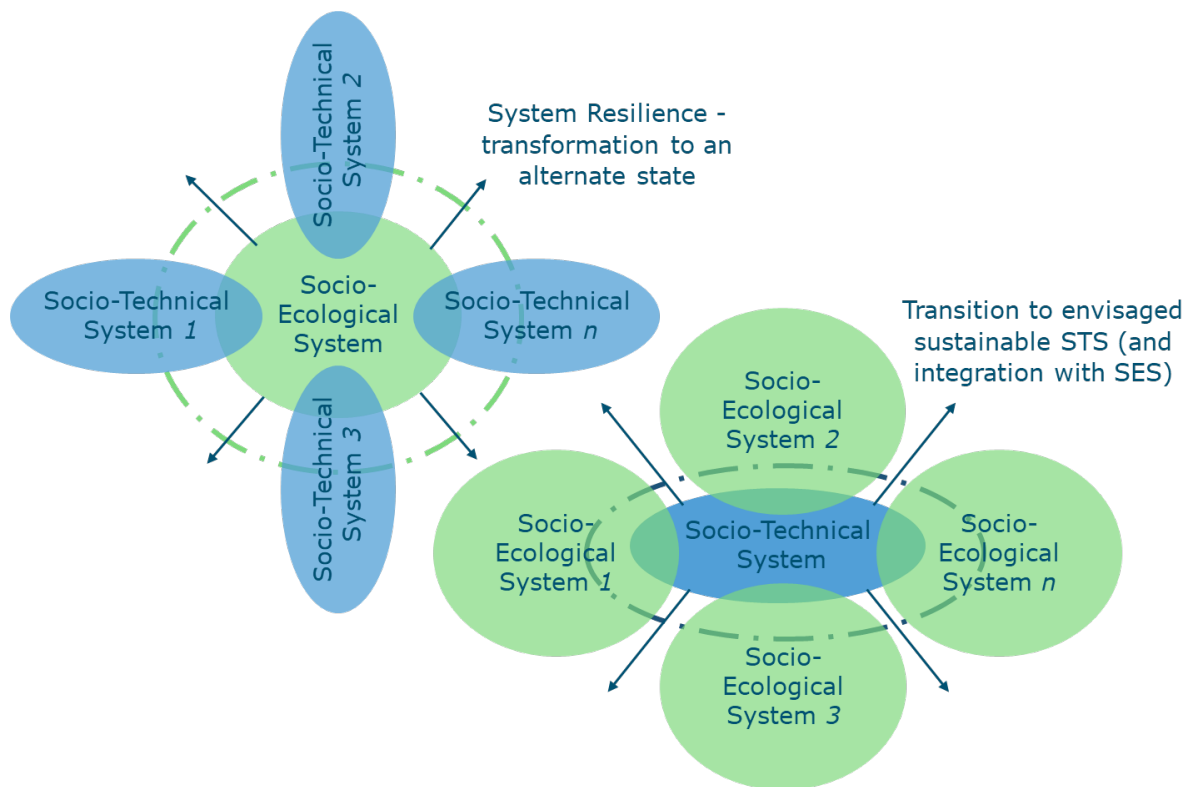 Socio-Technical
System 2
System Resilience -
transformation to an
alternate state
Socio-Technical
System 1
Socio-
Ecological
System
Socio-Technical
System n
Socio-Technical
System 3
Transition to envisaged
sustainable STS (and
integration with SES)
Socio-
Ecological
System 2
Socio-
Ecological
System 1
Socio-Technical
System
Socio-
Ecological
System n
Socio-
Ecological
System 3